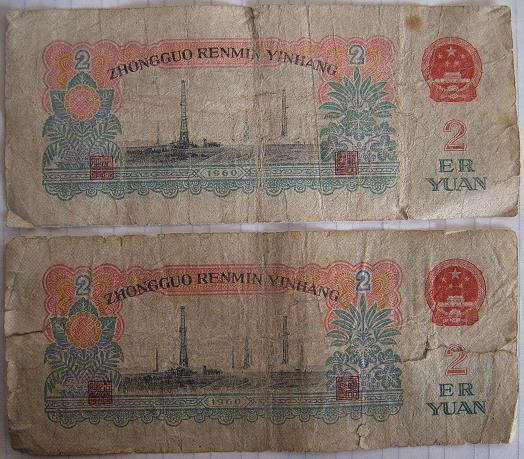 2 ZHONGGUO RENMIN YINHANG 2
2
ER
YUAN
1960
2 ZHONGGUO RENMIN YINHANG 2
2
ER
YUAN
1960